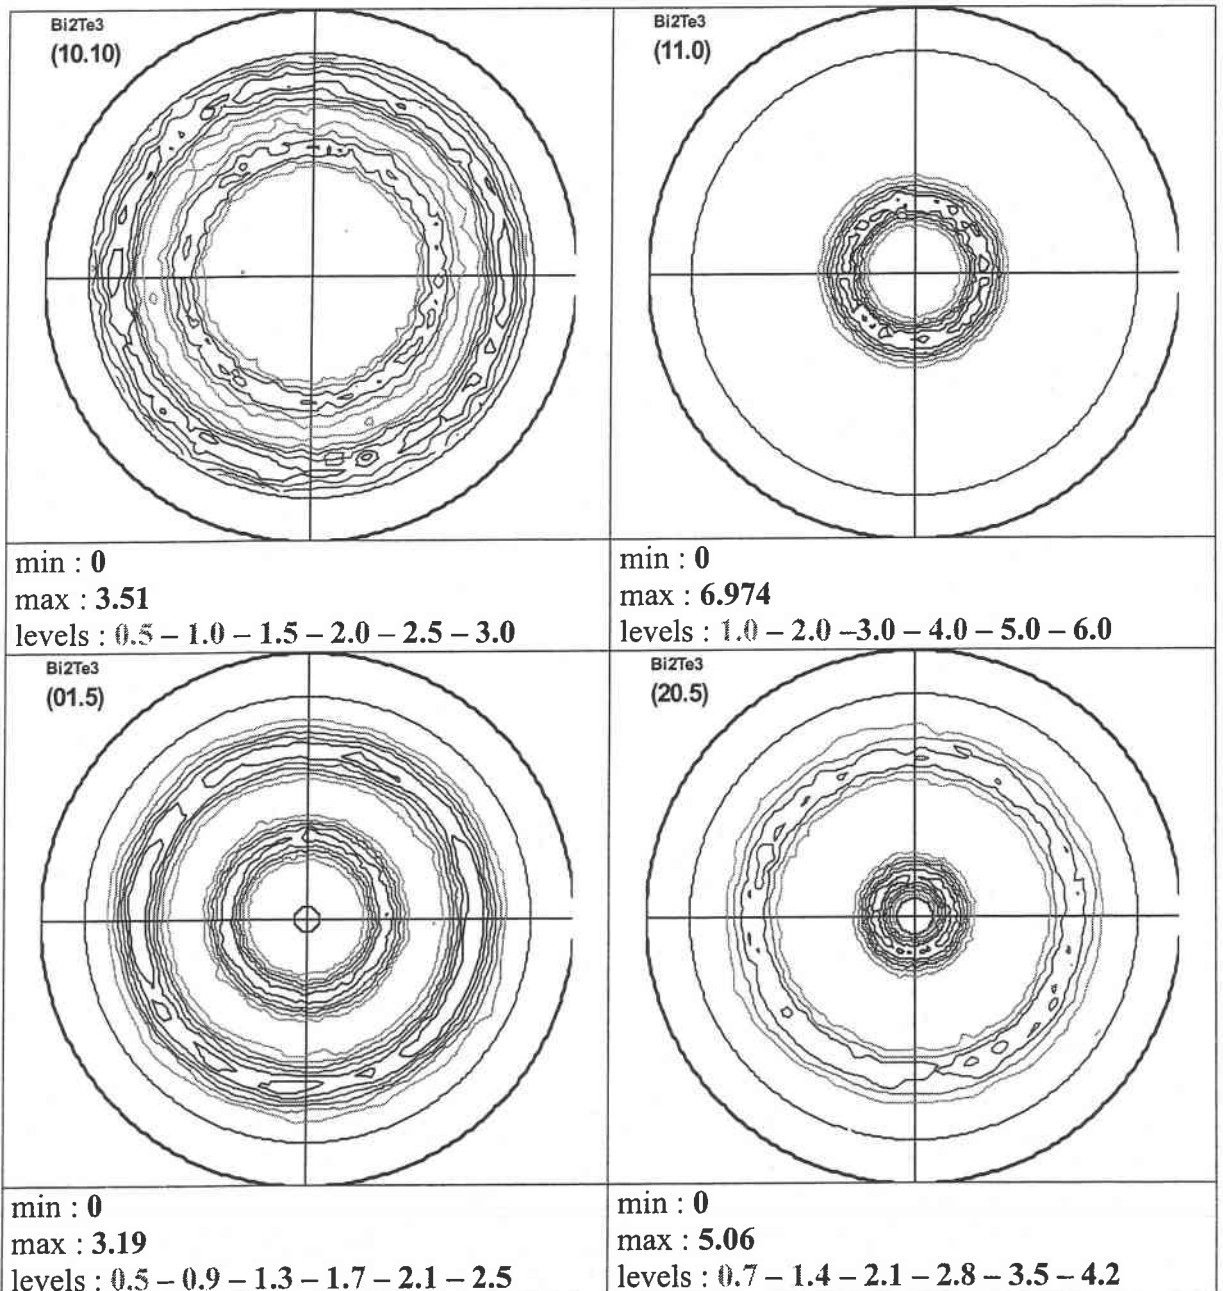 Bi2Te3
(10.10)
Bi2Te3
(11.0)
min : 0
max : 3.51
levels : 0.5 – 1.0 – 1.5 – 2.0 – 2.5 – 3.0
min : 0
max : 6.974
levels : 1.0 – 2.0 –3.0 – 4.0 – 5.0 – 6.0
Bi2Te3
(01.5)
Bi2Te3
(20.5)
min : 0
max : 3.19
levels : 0.5 – 0.9 – 1.3 – 1.7 – 2.1 – 2.5
min : 0
max : 5.06
levels : 0.7 – 1.4 – 2.1 – 2.8 – 3.5 – 4.2